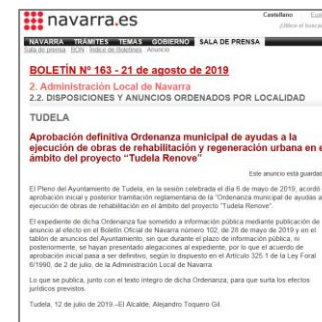 navarra.es
Castellano
NAVARRA TRÁMITES TEMAS GOBIERNO SALA DE PRENSA
Sala de prensa BON Índice de Boletines Anuncio
BOLETÍN Nº 163 - 21 de agosto de 2019
2. Administración Local de Navarra
2.2. DISPOSICIONES Y ANUNCIOS ORDENADOS POR LOCALIDAD
TUDELA
Aprobación definitiva Ordenanza municipal de ayudas a la
ejecución de obras de rehabilitación y regeneración urbana en e
ámbito del proyecto “Tudela Renove”
Este anuncio está guardad
El Pleno del Ayuntamiento de Tudela, en la sesión celebrada el día 6 de mayo de 2019, acordó
aprobación inicial y posterior tramitación reglamentaria de la “Ordenanza municipal de ayudas a
ejecución de obras de rehabilitación en el ámbito del proyecto “Tudela Renove”.
El expediente de dicha Ordenanza fue sometido a información pública mediante publicación de
anuncio al efecto en el Boletín Oficial de Navarra número 102, de 28 de mayo de 2019 y en el
tablón de anuncios del Ayuntamiento, sin que durante el plazo de información pública, ni
posteriormente, se hayan presentado alegaciones al expediente, por lo que el acuerdo de
aprobación inicial pasa a ser definitivo, según lo dispuesto en el Artículo 325.1 de la Ley Foral
6/1990, de 2 de julio, de la Administración Local de Navarra.
Lo que se publica, junto con el texto íntegro de dicha Ordenanza, para que surta los efectos
jurídicos previstos.
Tudela, 12 de julio de 2019.–El Alcalde, Alejandro Toquero Gil.